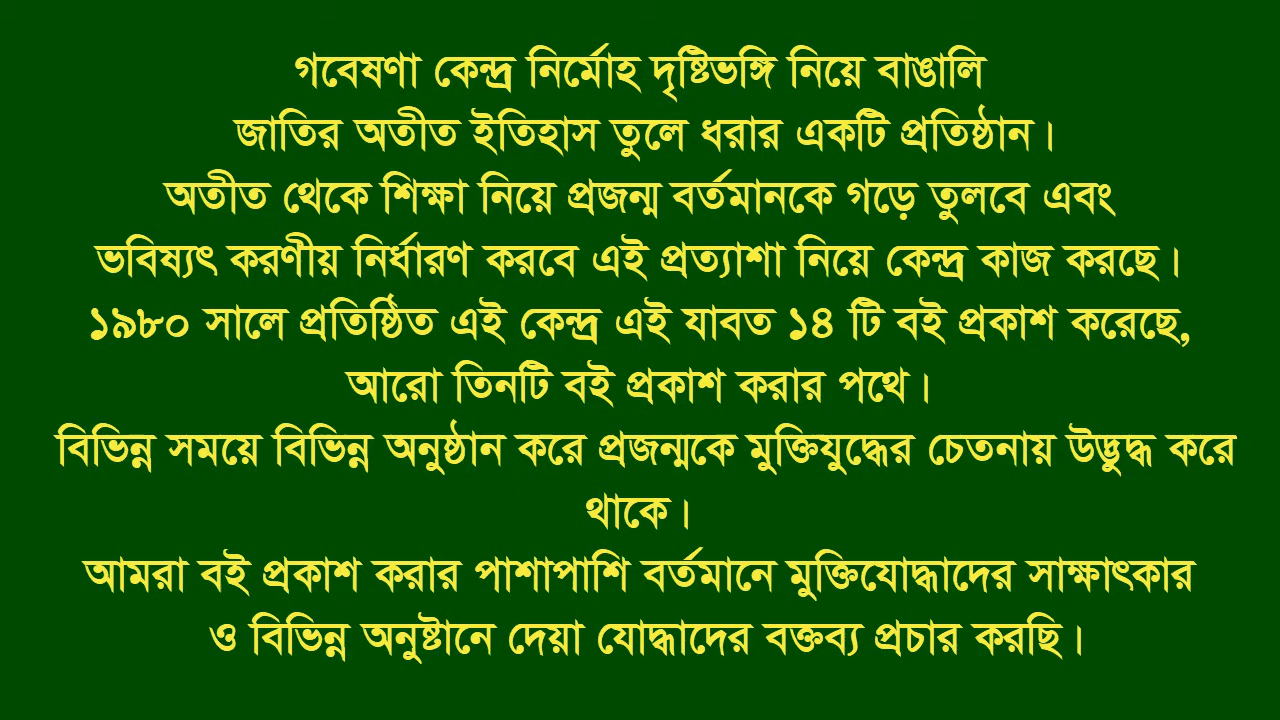 গবেষণা কেন্দ্র নির্মোহ দৃষ্টিভঙ্গি নিয়ে বাঙালি
জাতির অতীত ইতিহাস তুলে ধরার একটি প্রতিষ্ঠান।
অতীত থেকে শিক্ষা নিয়ে প্রজন্ম বর্তমানকে গড়ে তুলবে এবং
ভবিষ্যৎ করণীয় নির্ধারণ করবে এই প্রত্যাশা নিয়ে কেন্দ্র কাজ করছে।
১৯৮০ সালে প্রতিষ্ঠিত এই কেন্দ্র এই যাবত ১৪ টি বই প্রকাশ করেছে,
আরো তিনটি বই প্রকাশ করার পথে।
বিভিন্ন সময়ে বিভিন্ন অনুষ্ঠান করে প্রজন্মকে মুক্তিযুদ্ধের চেতনায় উদ্ভুদ্ধ করে
থাকে।
আমরা বই প্রকাশ করার পাশাপাশি বর্তমানে মুক্তিযোদ্ধাদের সাক্ষাৎকার
ও বিভিন্ন অনুষ্টানে দেয়া যোদ্ধাদের বক্তব্য প্রচার করছি।